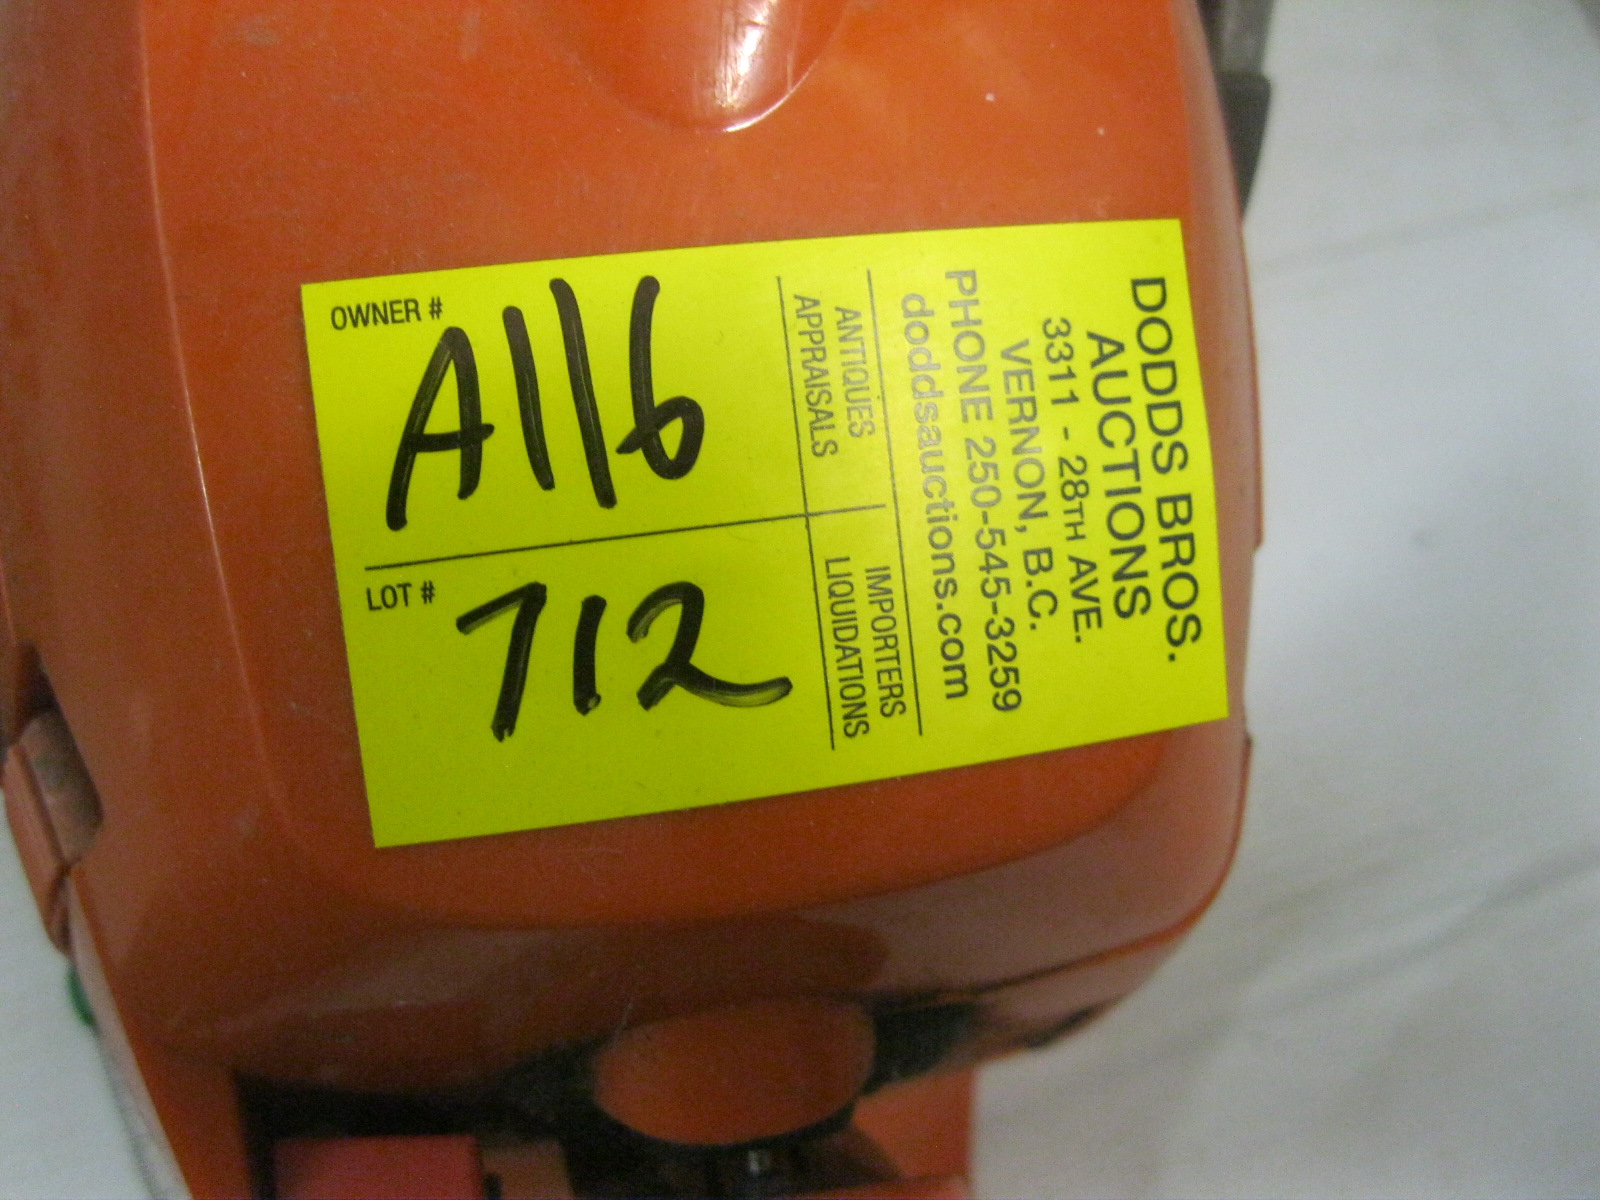 DODDS BROS.
AUCTIONS
3311 - 28TH AVE.
VERNON, B.C.
PHONE 250-545-3259
doddsauctions.com
ANTIQUES
APPRAISALS
IMPORTERS
LIQUIDATIONS
OWNER #
A116
LOT #
712